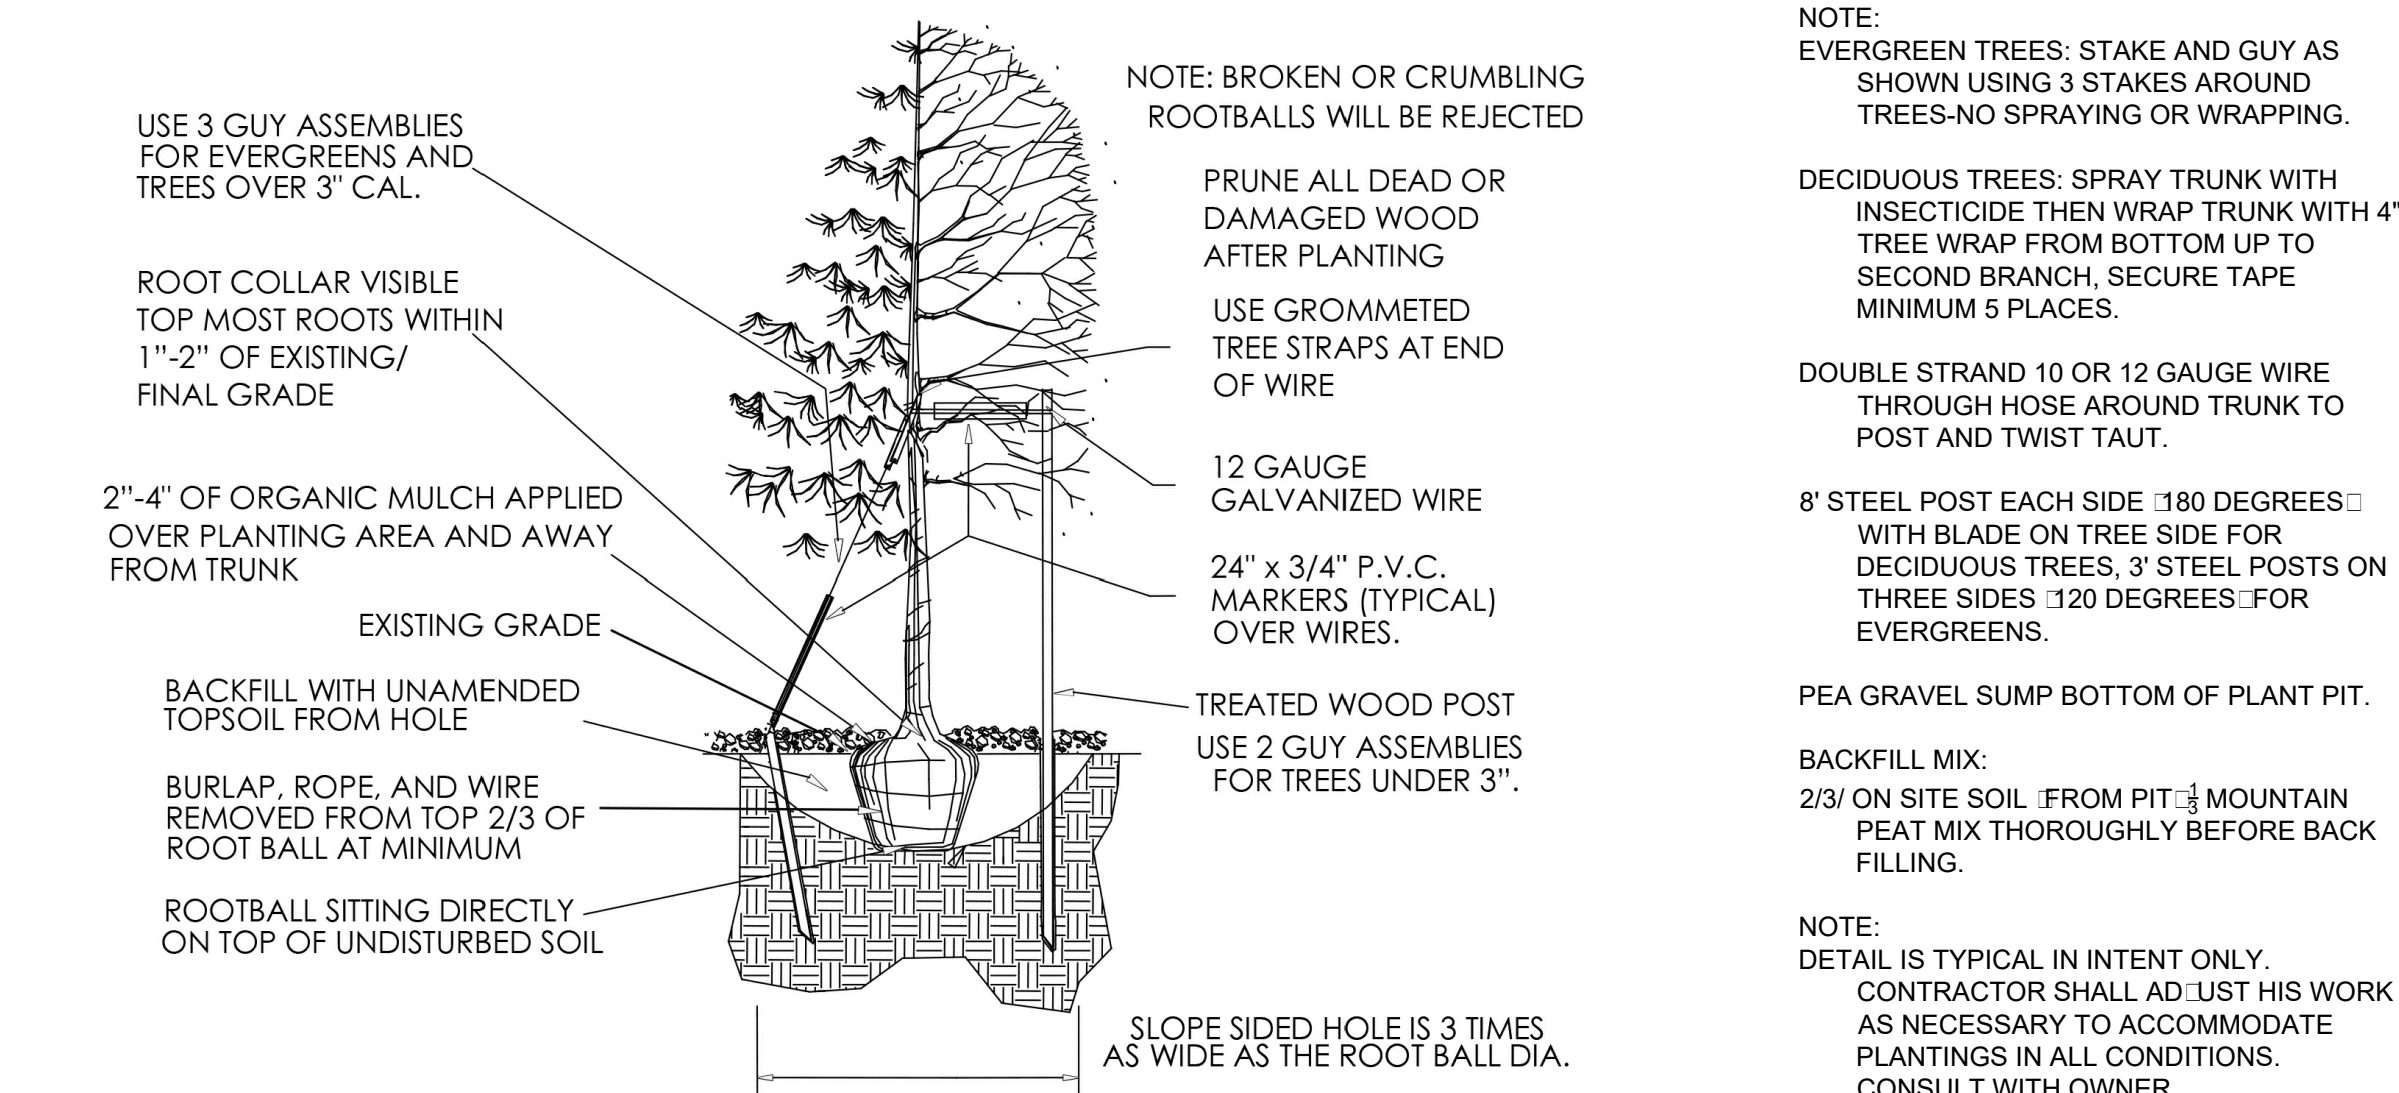 USE 3 GUY ASSEMBLIES
FOR EVERGREENS AND
TREES OVER 3" CAL.
ROOT COLLAR VISIBLE
TOP MOST ROOTS WITHIN
1"-2" OF EXISTING/
FINAL GRADE
2"-4" OF ORGANIC MULCH APPLIED
OVER PLANTING AREA AND AWAY
FROM TRUNK
EXISTING GRADE
BACKFILL WITH UNAMENDED
TOPSOIL FROM HOLE
BURLAP, ROPE, AND WIRE
REMOVED FROM TOP 2/3 OF
ROOT BALL AT MINIMUM
ROOTBALL SITTING DIRECTLY
ON TOP OF UNDISTURBED SOIL
NOTE: BROKEN OR CRUMBLING
ROOTBALLS WILL BE REJECTED
PRUNE ALL DEAD OR
DAMAGED WOOD
AFTER PLANTING
USE GROMMETED
TREE STRAPS AT END
OF WIRE
12 GAUGE
GALVANIZED WIRE
24" x 3/4" P.V.C.
MARKERS (TYPICAL)
OVER WIRES.
TREATED WOOD POST
USE 2 GUY ASSEMBLIES
FOR TREES UNDER 3".
SLOPE SIDED HOLE IS 3 TIMES
AS WIDE AS THE ROOT BALL DIA.
NOTE:
EVERGREEN TREES: STAKE AND GUY AS
SHOWN USING 3 STAKES AROUND
TREES-NO SPRAYING OR WRAPPING.
DECIDUOUS TREES: SPRAY TRUNK WITH
INSECTICIDE THEN WRAP TRUNK WITH 4"
TREE WRAP FROM BOTTOM UP TO
SECOND BRANCH, SECURE TAPE
MINIMUM 5 PLACES.
DOUBLE STRAND 10 OR 12 GAUGE WIRE
THROUGH HOSE AROUND TRUNK TO
POST AND TWIST TAUT.
8' STEEL POST EACH SIDE □180 DEGREES□
WITH BLADE ON TREE SIDE FOR
DECIDUOUS TREES, 3' STEEL POSTS ON
THREE SIDES □120 DEGREES□FOR
EVERGREENS.
PEA GRAVEL SUMP BOTTOM OF PLANT PIT.
BACKFILL MIX:
2/3/ ON SITE SOIL □FROM PIT□⅓ MOUNTAIN
PEAT MIX THOROUGHLY BEFORE BACK
FILLING.
NOTE:
DETAIL IS TYPICAL IN INTENT ONLY.
CONTRACTOR SHALL AD□UST HIS WORK
AS NECESSARY TO ACCOMMODATE
PLANTINGS IN ALL CONDITIONS.
CONSULT WITH OWNER